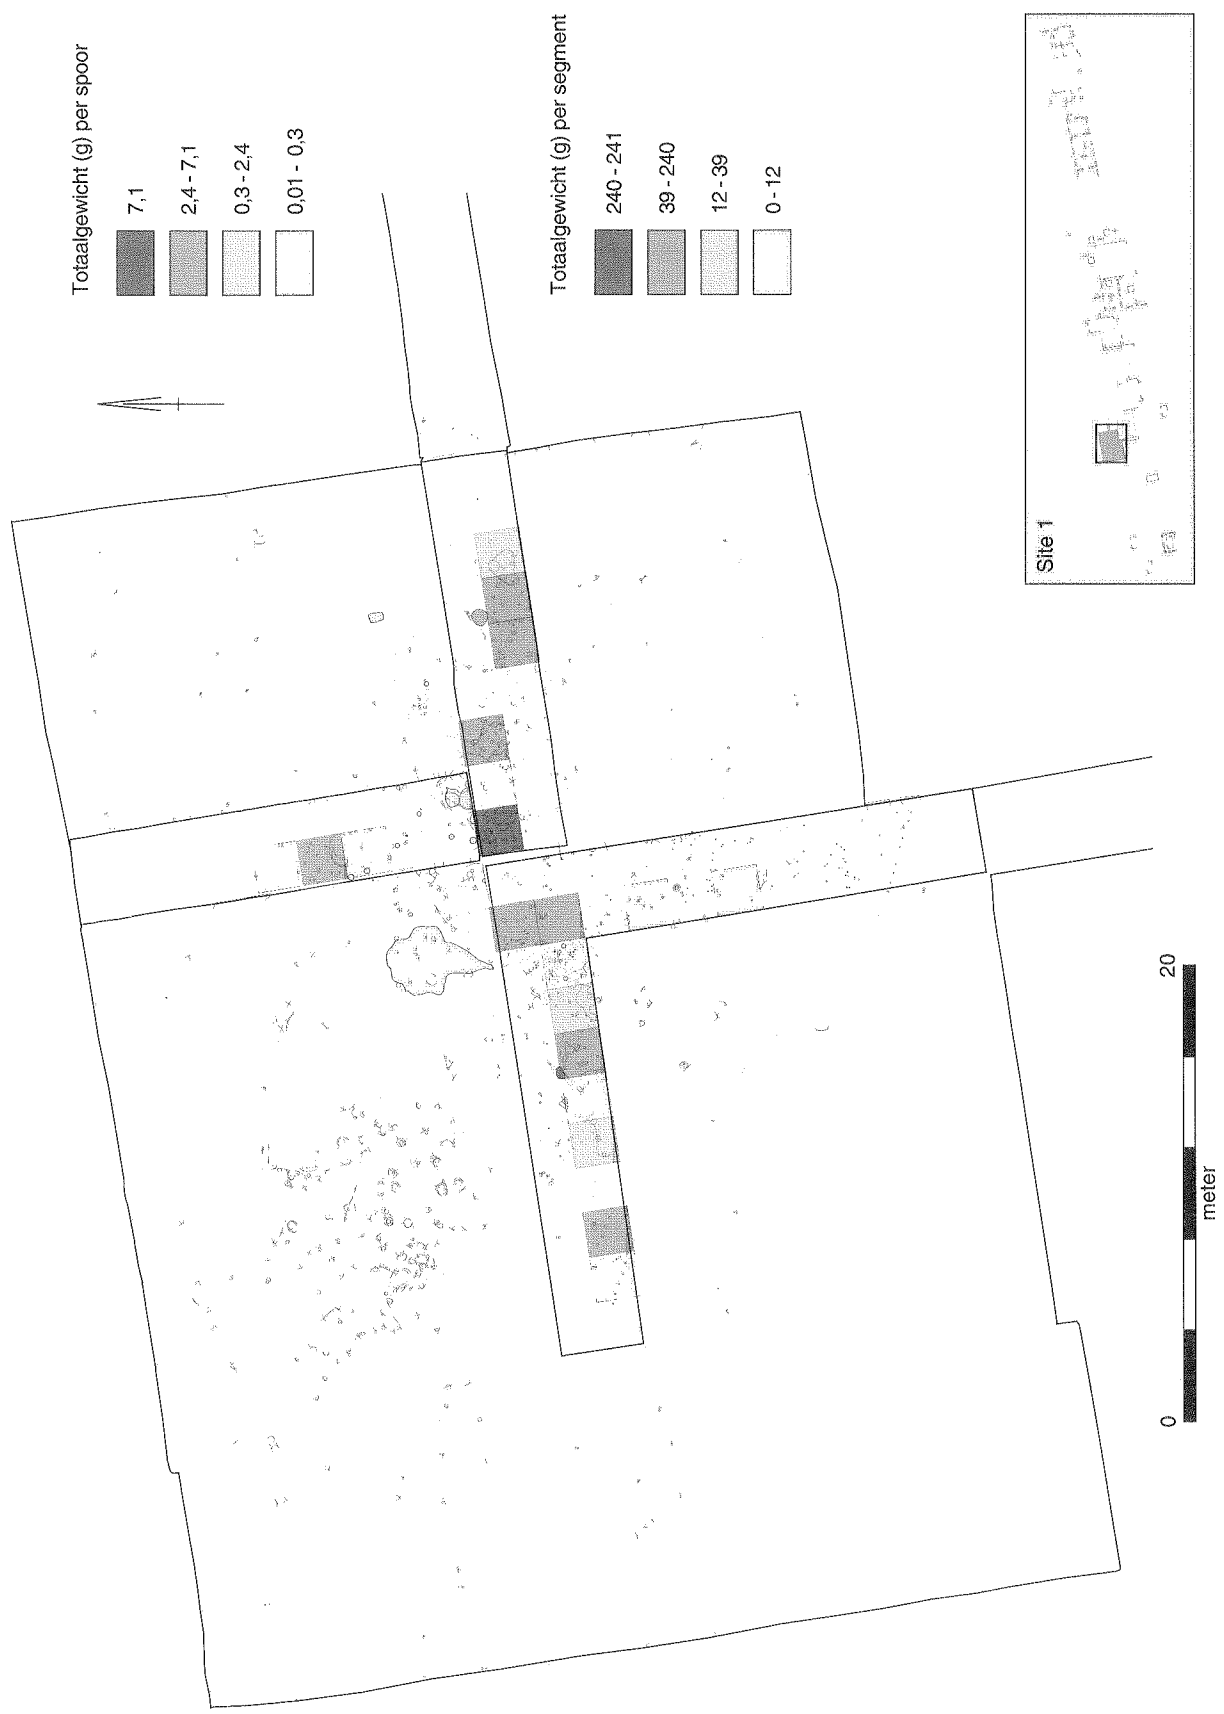 Totaalgewicht (g) per spoor
7,1
2,4 - 7,1
0,3 - 2,4
0,01 - 0,3
Totaalgewicht (g) per segment
240 - 241
39 - 240
12 - 39
0 - 12
Site 1
0
20
meter